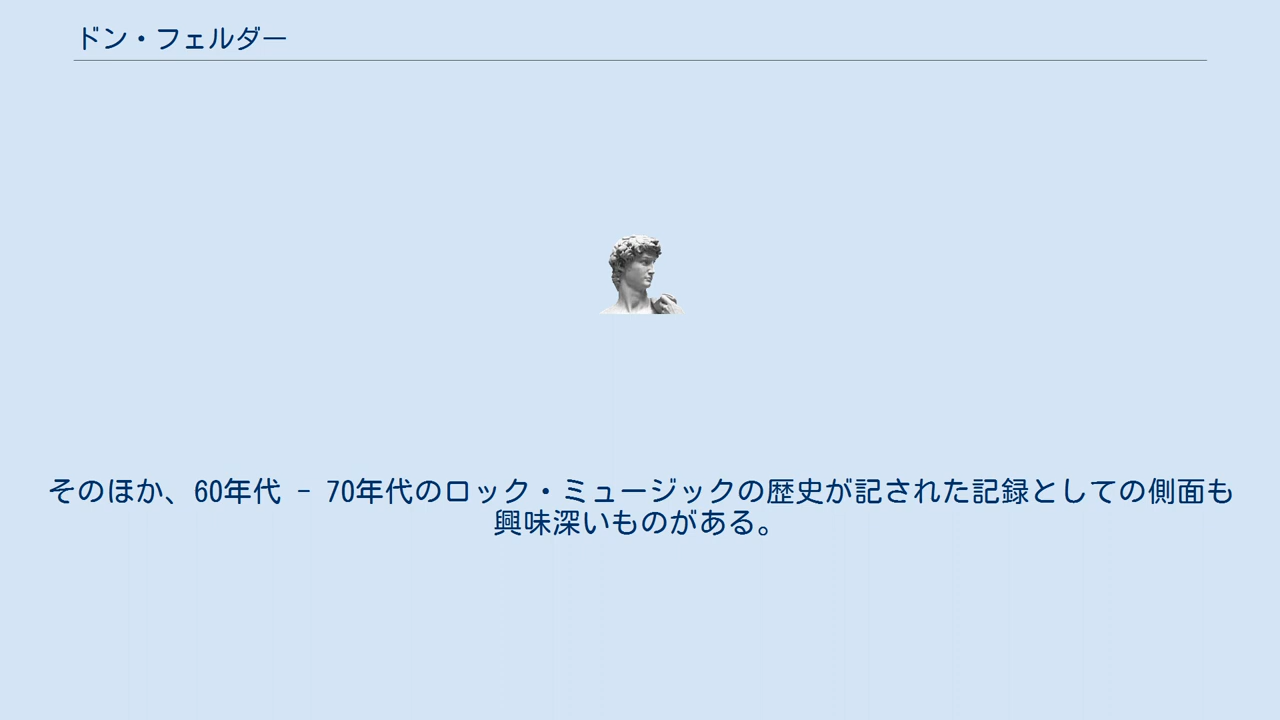 ドン・フェルダー
そのほか、60年代 - 70年代のロック・ミュージックの歴史が記された記録としての側面も
興味深いものがある。